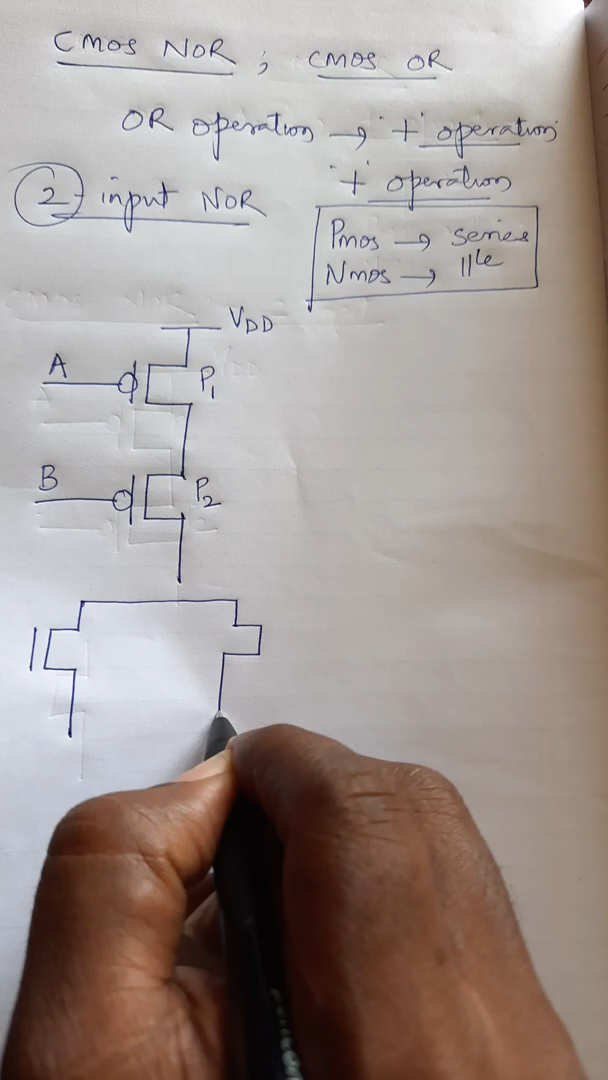 CMOS NOR ; CMOS OR
OR operation → '+' operation
'+' operation
② input NOR
Pmos → series
Nmos → ||le
VDD
A
P1
B
P2